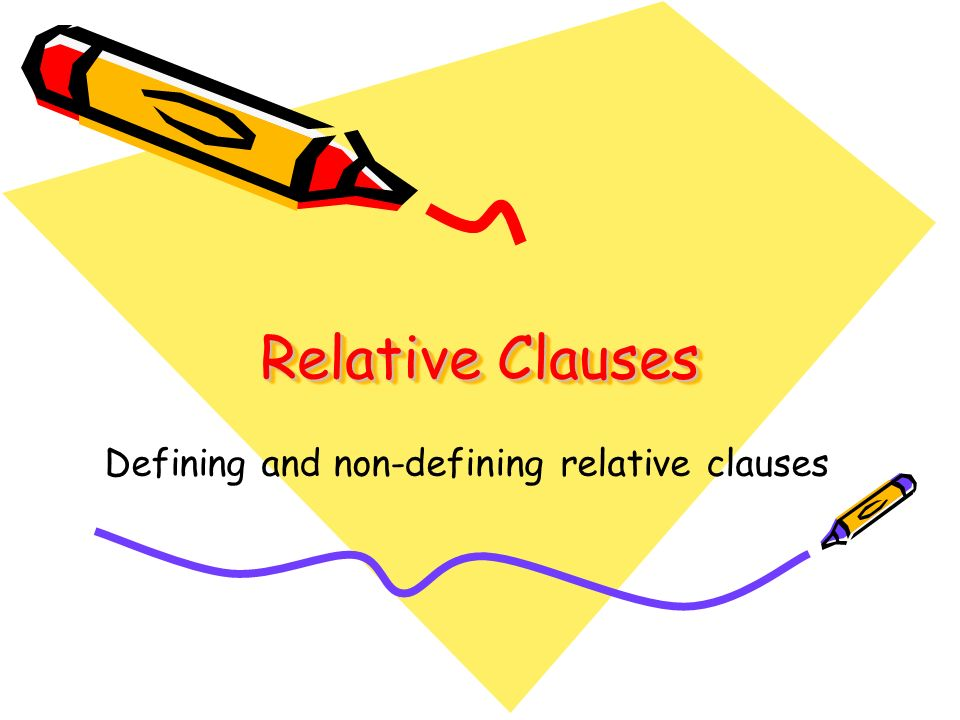 Relative Clauses
Defining and non-defining relative clauses